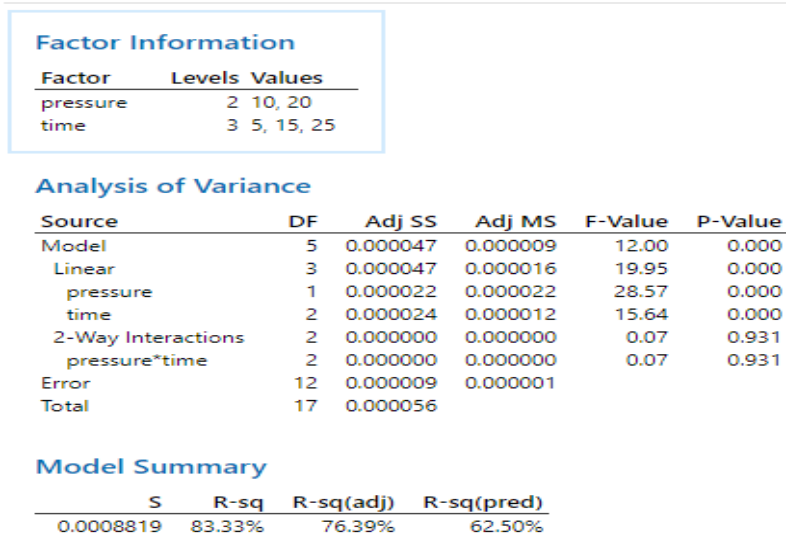 Factor Information
Factor Levels Values
pressure 2 10, 20
time 3 5, 15, 25
Analysis of Variance
Source DF Adj SS Adj MS F-Value P-Value
Model 5 0.000047 0.000009 12.00 0.000
Linear 3 0.000047 0.000016 19.95 0.000
pressure 1 0.000022 0.000022 28.57 0.000
time 2 0.000024 0.000012 15.64 0.000
2-Way Interactions 2 0.000000 0.000000 0.07 0.931
pressure*time 2 0.000000 0.000000 0.07 0.931
Error 12 0.000009 0.000001
Total 17 0.000056
Model Summary
S R-sq R-sq(adj) R-sq(pred)
0.0008819 83.33% 76.39% 62.50%